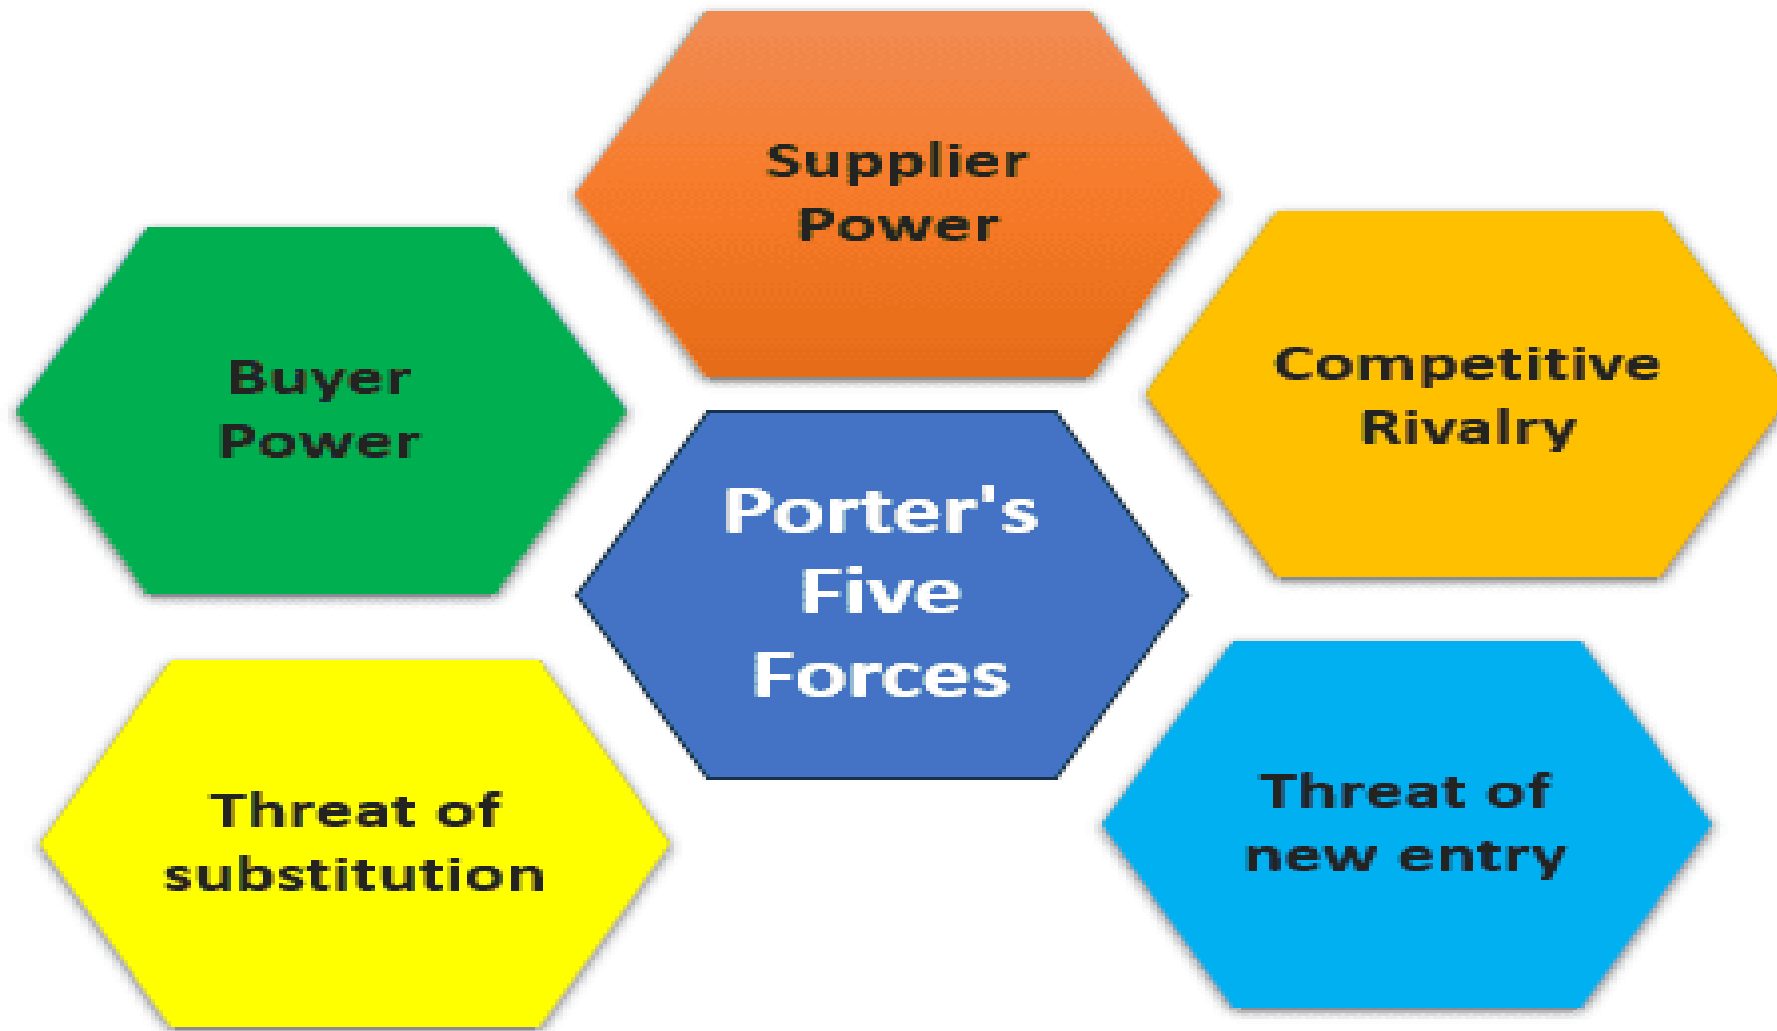 Supplier
Power
Buyer
Power
Competitive
Rivalry
Porter's
Five
Forces
Threat of
substitution
Threat of
new entry